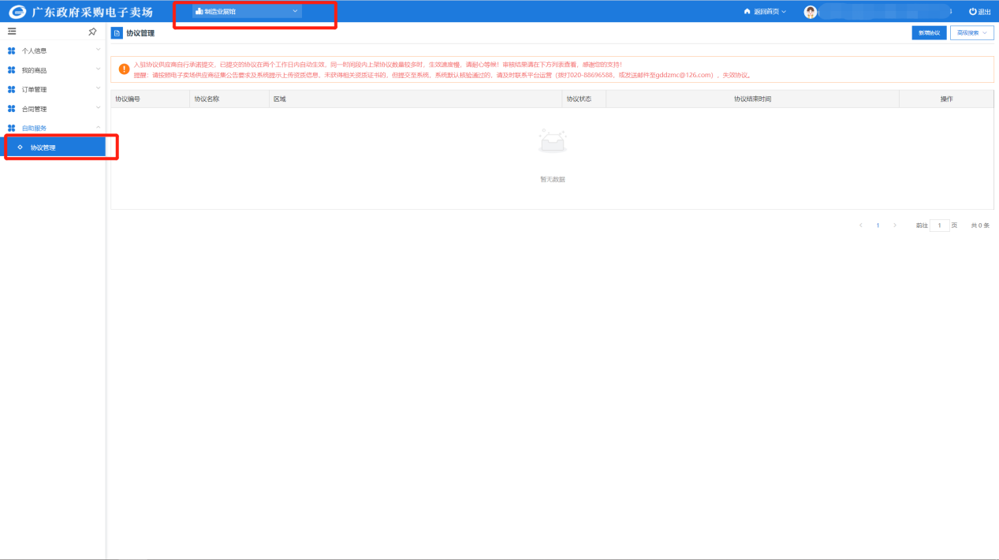 广东政府采购电子卖场
制造业展馆
返回首页
退出
协议管理
新增协议
高级搜索
个人信息
我的商品
订单管理
合同管理
自助服务
协议管理
入驻协议供应商自行承诺提交，已提交的协议在两个工作日内自动生效，同一时间段内上架协议数量较多时，生效速度慢，请耐心等候！审核结果请在下方列表查看，感谢您的支持！
提醒：请按照电子卖场供应商征集公告要求及系统提示上传资质信息，未获得相关资质证书的，但提交至系统，系统默认核验通过的，请及时联系平台运营（拨打020-88696588，或发送邮件至gddzmc@126.com），失效协议。
协议编号 协议名称 区域 协议状态 协议结束时间 操作
暂无数据
1 前往 1 页 共 0 条